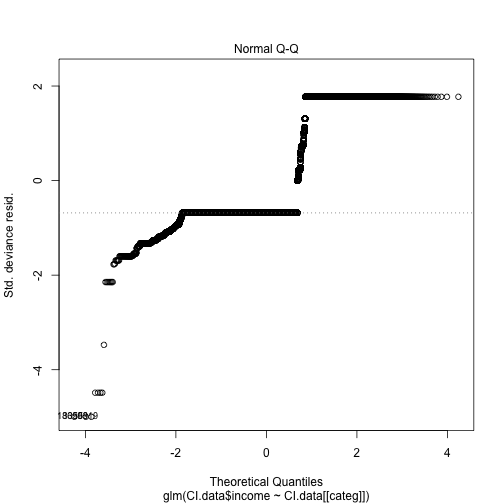 Normal Q-Q
Std. deviance resid.
2
0
-2
-4
-4
-2
0
2
4
Theoretical Quantiles
glm(CI.data$income ~ CI.data[[categ]])